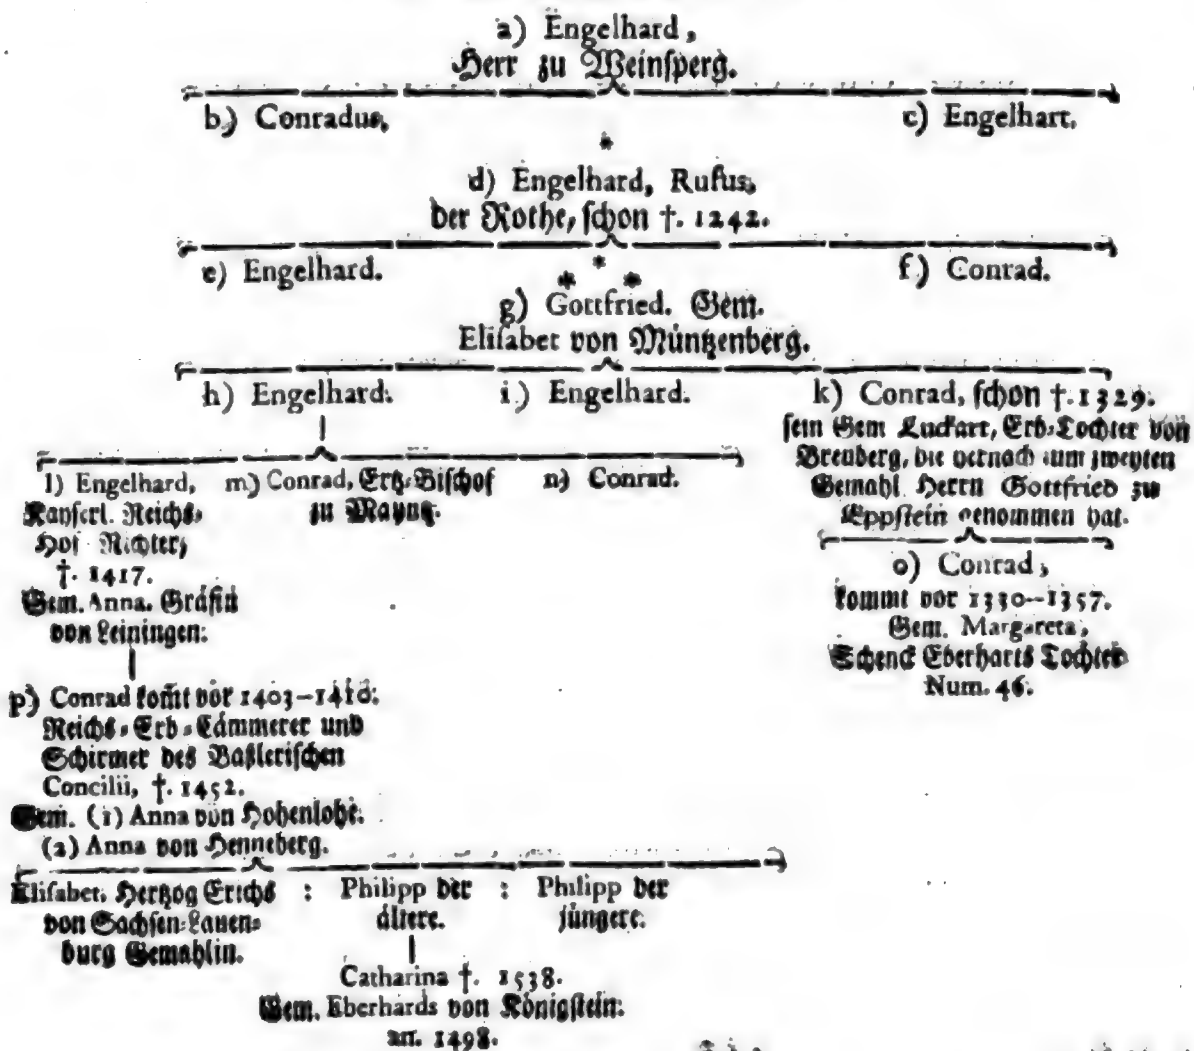 a) Engelhard,
Herr zu Weinsperg.
b) Conradus,
c) Engelhart.
*
d) Engelhard, Rufus,
der Rothe, schon †. 1242.
e) Engelhard.
f) Conrad.
* * *
g) Gottfried. Gem.
Elisabet von Müntzenberg.
h) Engelhard.
i) Engelhard.
k) Conrad, schon †. 1329.
sein Gem Luckart, Erb-Tochter von
Breuberg, die hernach zum zweyten
Gemahl Herrn Gottfried zu
Eppstein genommen hat.
l) Engelhard,
Kayserl. Reichs-
Hof-Richter,
†. 1417.
Gem. Anna, Gräfin
von Leiningen.
m) Conrad, Ertz-Bischof
zu Mayntz.
n) Conrad.
o) Conrad,
kommt vor 1330–1357.
Gem. Margareta,
Schenck Eberharts Tochter
Num. 46.
p) Conrad komt vor
Reichs-Erb-Cämmerer und
Schirmer des Baßlerischen
Concilii, †. 1452.
Gem. (1) Anna von Hohenlohe.
(2) Anna von Henneberg.
Elisabet, Hertzog Erichs
von Sachsen-Lauen-
burg Gemahlin.
: Philipp der
ältere.
: Philipp der
jüngere.
Catharina †. 1538.
Gem. Eberhards von Königstein.
an. 1498.